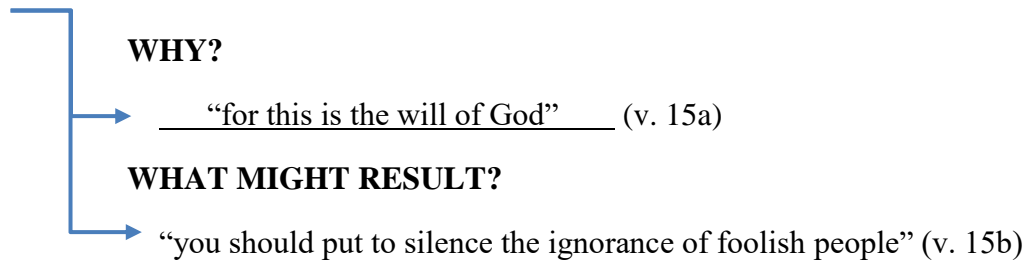 WHY?
“for this is the will of God” (v. 15a)
WHAT MIGHT RESULT?
“you should put to silence the ignorance of foolish people” (v. 15b)